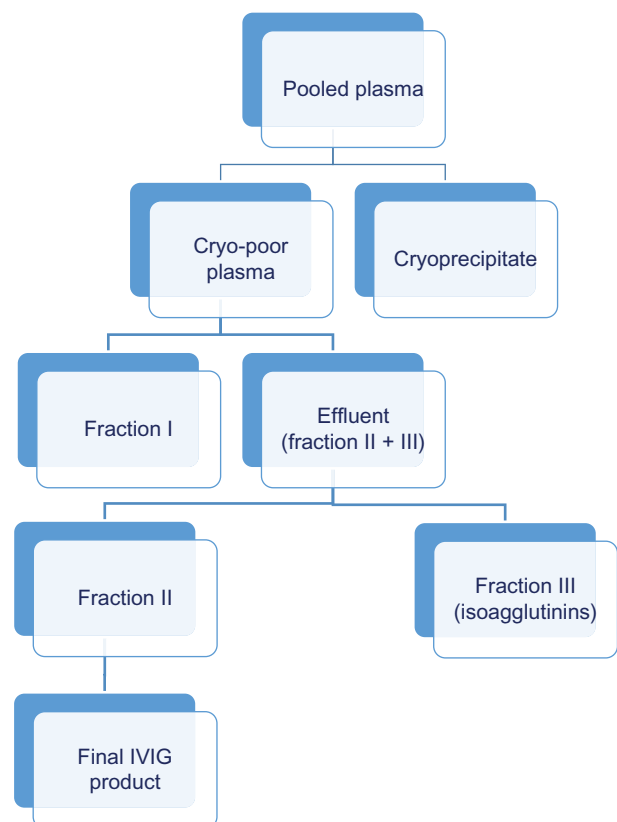 Pooled plasma
Cryo-poor
plasma
Cryoprecipitate
Fraction I
Effluent
(fraction II + III)
Fraction II
Fraction III
(isoagglutinins)
Final IVIG
product